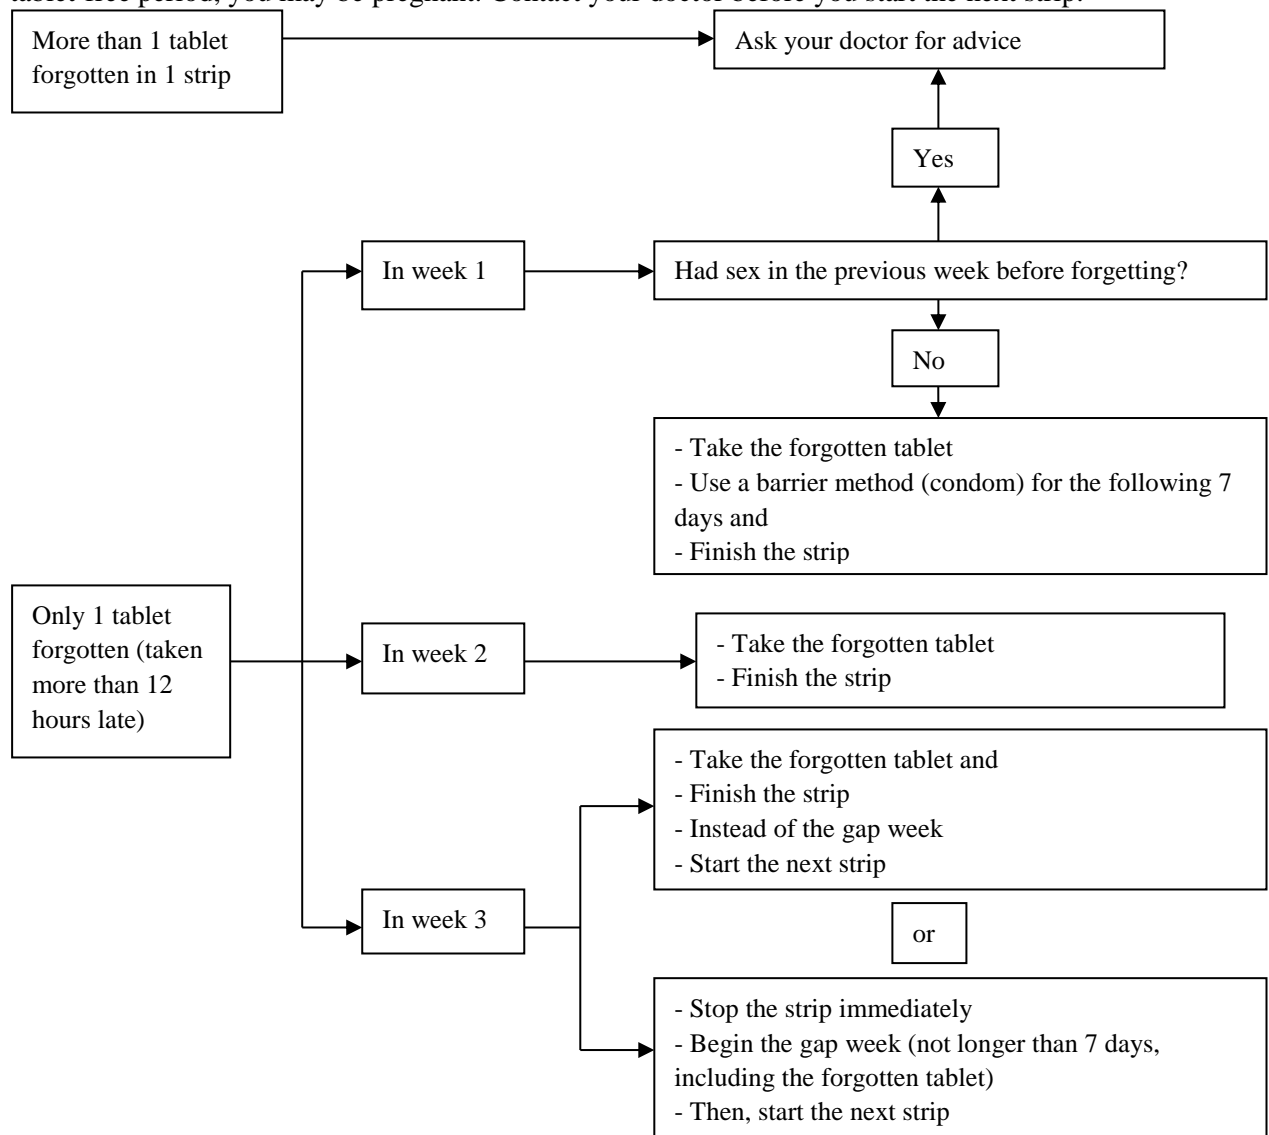 tablet-free period, you may be pregnant. Contact your doctor before you start the next strip.
More than 1 tablet
forgotten in 1 strip
Ask your doctor for advice
Yes
In week 1
Had sex in the previous week before forgetting?
No
- Take the forgotten tablet
- Use a barrier method (condom) for the following 7
days and
- Finish the strip
Only 1 tablet
forgotten (taken
more than 12
hours late)
In week 2
- Take the forgotten tablet
- Finish the strip
- Take the forgotten tablet and
- Finish the strip
- Instead of the gap week
- Start the next strip
In week 3
or
- Stop the strip immediately
- Begin the gap week (not longer than 7 days,
including the forgotten tablet)
- Then, start the next strip